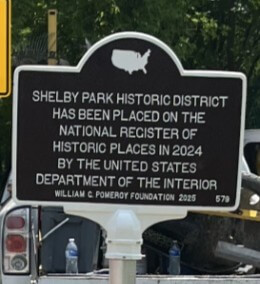 SHELBY PARK HISTORIC DISTRICT
HAS BEEN PLACED ON THE
NATIONAL REGISTER OF
HISTORIC PLACES IN 2024
BY THE UNITED STATES
DEPARTMENT OF THE INTERIOR
WILLIAM G. POMEROY FOUNDATION 2025 579